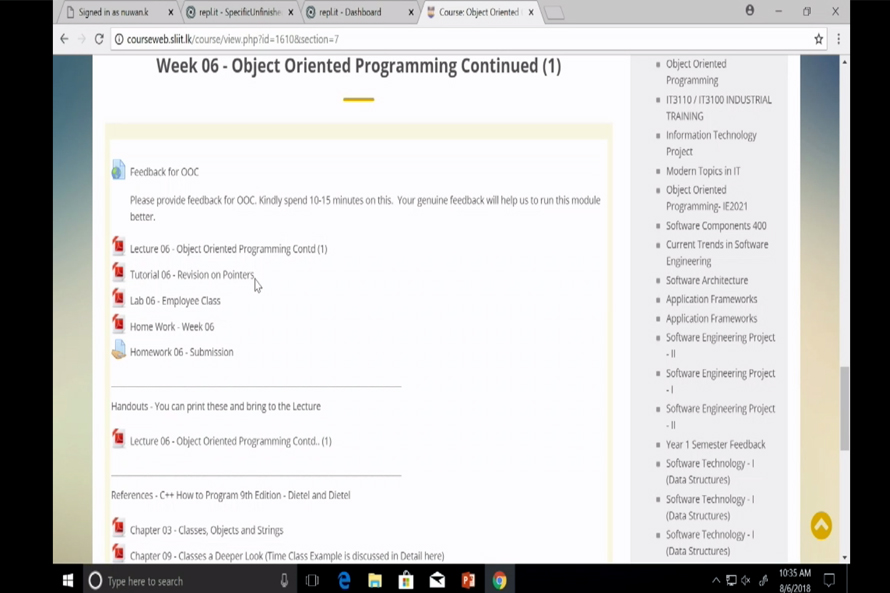 Signed in as nuwan.k
repl.it - SpecificUnfinishe
repl.it - Dashboard
Course: Object Oriented
courseweb.sliit.lk/course/view.php?id=1610&section=7
Week 06 - Object Oriented Programming Continued (1)
Feedback for OOC
Please provide feedback for OOC. Kindly spend 10-15 minutes on this. Your genuine feedback will help us to run this module
better.
Lecture 06 - Object Oriented Programming Contd (1)
Tutorial 06 - Revision on Pointers
Lab 06 - Employee Class
Home Work - Week 06
Homework 06 - Submission
Handouts - You can print these and bring to the Lecture
Lecture 06 - Object Oriented Programming Contd.. (1)
References - C++ How to Program 9th Edition - Dietel and Dietel
Chapter 03 - Classes, Objects and Strings
Chapter 09 - Classes a Deeper Look (Time Class Example is discussed in Detail here)
Object Oriented
Programming
IT3110 / IT3100 INDUSTRIAL
TRAINING
Information Technology
Project
Modern Topics in IT
Object Oriented
Programming- IE2021
Software Components 400
Current Trends in Software
Engineering
Software Architecture
Application Frameworks
Application Frameworks
Software Engineering Project
- II
Software Engineering Project
- I
Software Engineering Project
- II
Year 1 Semester Feedback
Software Technology - I
(Data Structures)
Software Technology - I
(Data Structures)
Software Technology - I
(Data Structures)
Type here to search
10:35 AM
8/6/2018